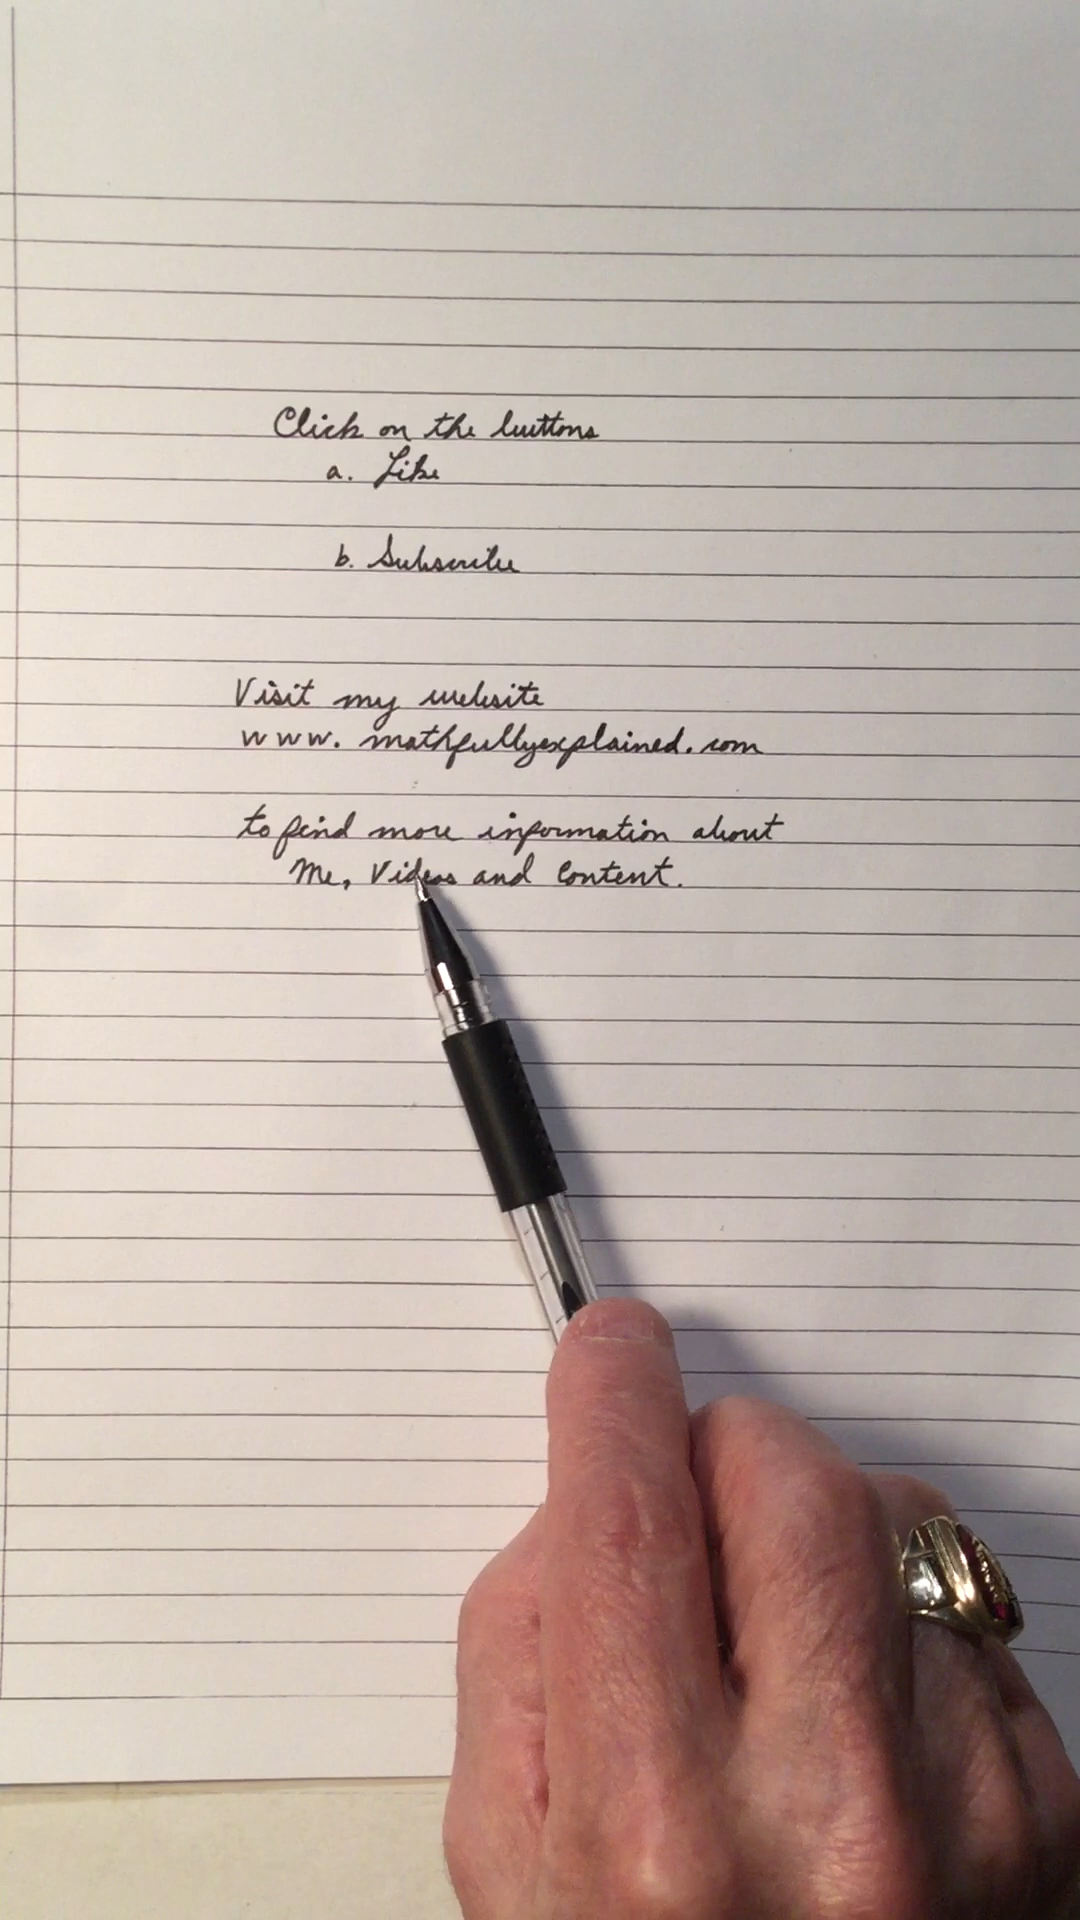 Click on the buttons
a. Like
b. Subscribe
Visit my website
www.mathfullyexplained.com
to find more information about
Me, Videos and Content.